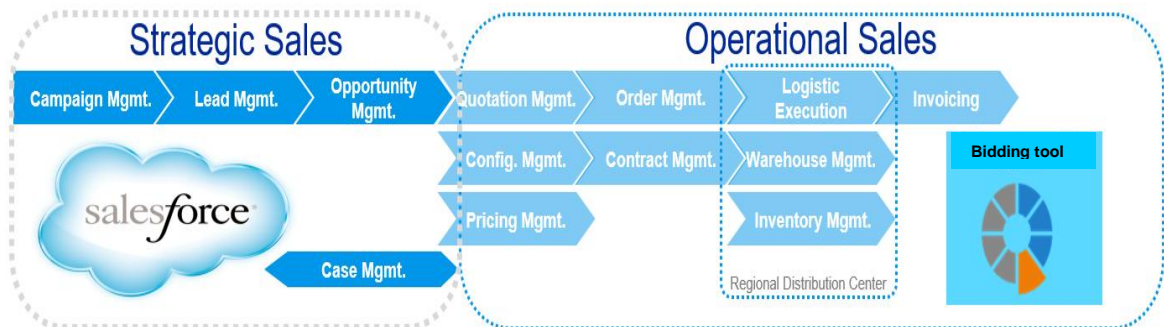 Strategic Sales
Operational Sales
Campaign Mgmt.
Lead Mgmt.
Opportunity
Mgmt.
Quotation Mgmt.
Order Mgmt.
Logistic
Execution
Invoicing
Config. Mgmt.
Contract Mgmt.
Warehouse Mgmt.
Bidding tool
salesforce
Pricing Mgmt.
Inventory Mgmt.
Case Mgmt.
Regional Distribution Center